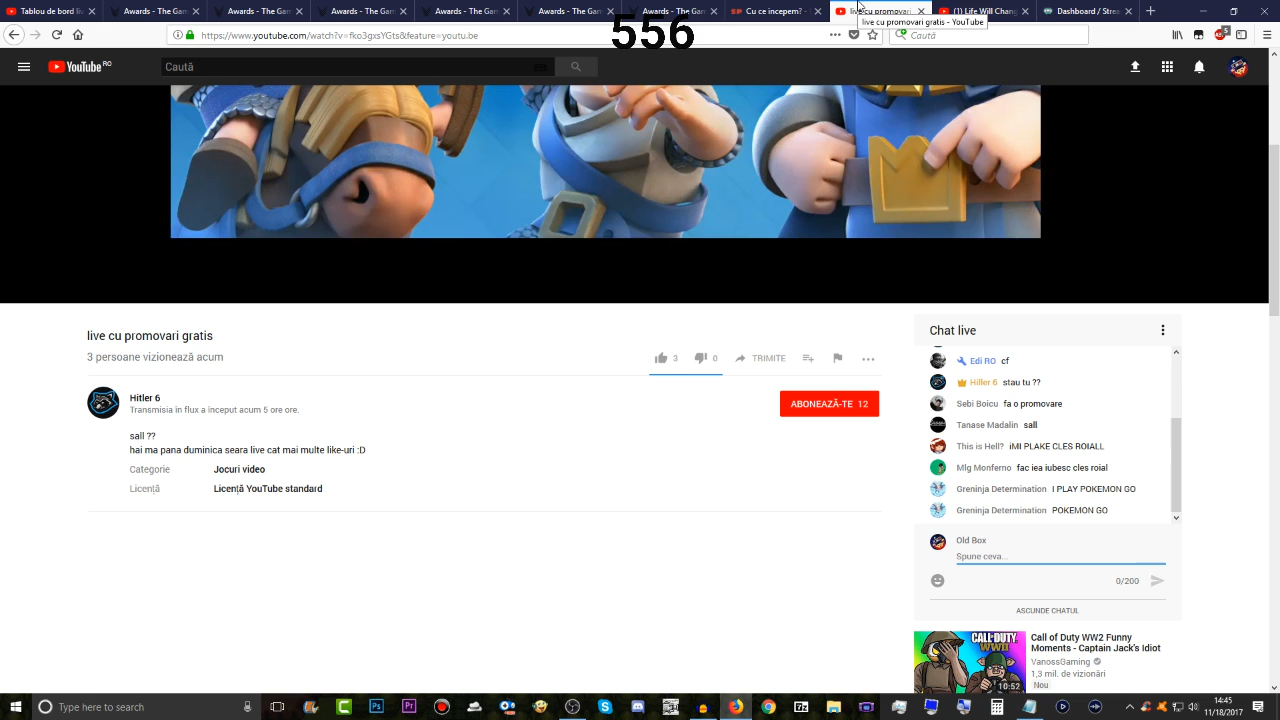 Tablou de bord liv
Awards - The Gam
Awards - The Gam
Awards - The Gam
Awards - The Gam
Awards - The Gam
Awards - The Gam
Cu ce incepem? -
live cu promovari
(1) Life Will Chang
Dashboard / Strea
live cu promovari gratis - YouTube
https://www.youtube.com/watch?v=fko3gxsYGts&feature=youtu.be
556
Caută
5
YouTube RO
Caută
live cu promovari gratis
3 persoane vizionează acum
3
0
TRIMITE
Hitler 6
Transmisia în flux a început acum 5 ore ore.
ABONEAZĂ-TE 12
sall ??
hai ma pana duminica seara live cat mai multe like-uri :D
Categorie Jocuri video
Licență Licență YouTube standard
Chat live
Edi RO cf
Hiller 6 stau tu ??
Sebi Boicu fa o promovare
Tanase Madalin sall
This is Hell? iMI PLAKE CLES ROIALL
Mlg Monferno fac iea iubesc cles roial
Greninja Determination I PLAY POKEMON GO
Greninja Determination POKEMON GO
Old Box
Spune ceva...
0/200
ASCUNDE CHATUL
CALL OF DUTY
WWII
10:52
Call of Duty WW2 Funny
Moments - Captain Jack's Idiot
VanossGaming
1,3 mil. de vizionări
Nou
Type here to search
14:45
11/18/2017